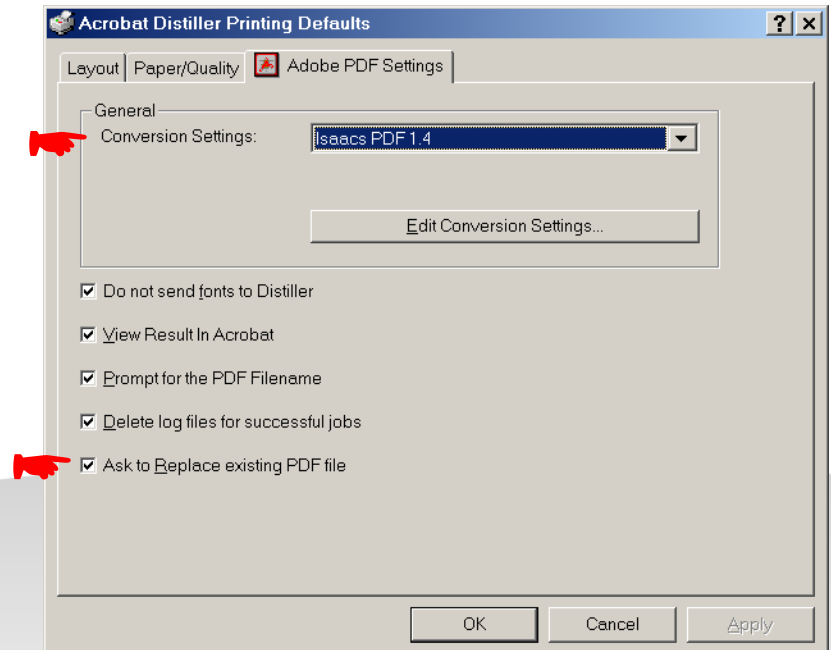 Acrobat Distiller Printing Defaults
Layout Paper/Quality Adobe PDF Settings
General
Conversion Settings: Isaacs PDF 1.4
Edit Conversion Settings...
Do not send fonts to Distiller
View Result In Acrobat
Prompt for the PDF Filename
Delete log files for successful jobs
Ask to Replace existing PDF file
OK Cancel Apply